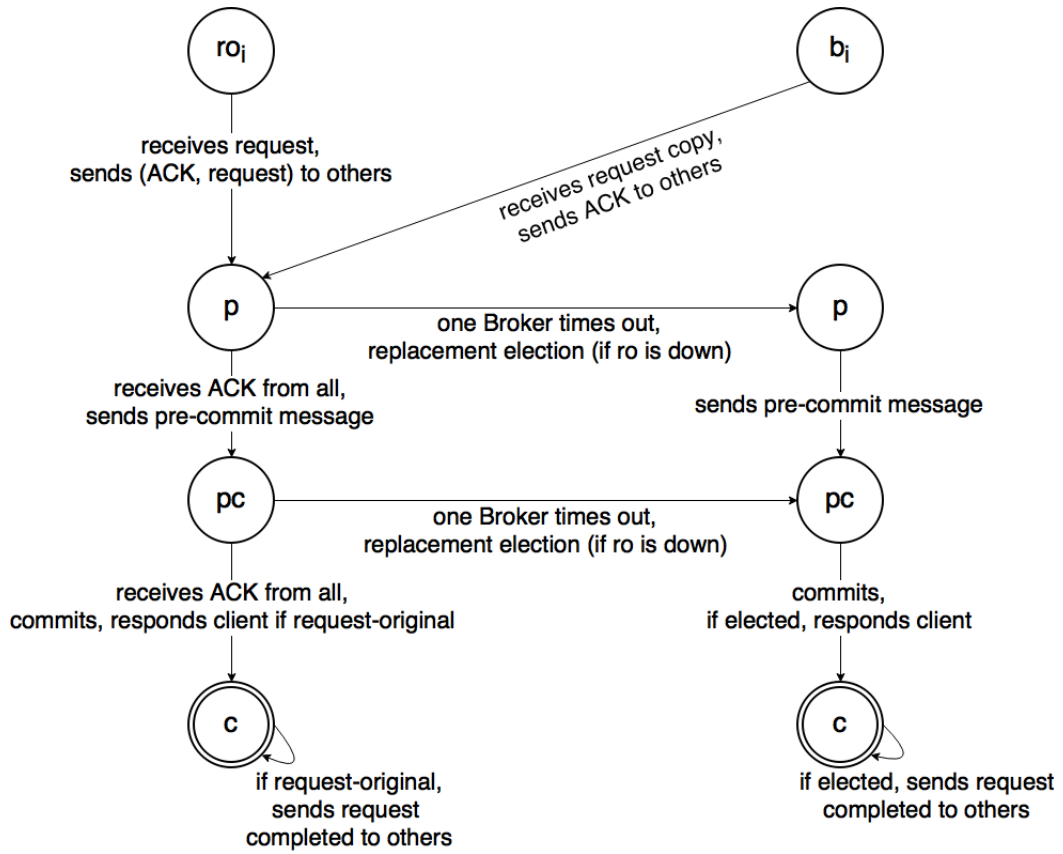 ro_i
b_i
receives request,
sends (ACK, request) to others
receives request copy,
sends ACK to others
p
p
one Broker times out,
replacement election (if ro is down)
receives ACK from all,
sends pre-commit message
sends pre-commit message
pc
pc
one Broker times out,
replacement election (if ro is down)
receives ACK from all,
commits, responds client if request-original
commits,
if elected, responds client
c
c
if request-original,
sends request
completed to others
if elected, sends request
completed to others